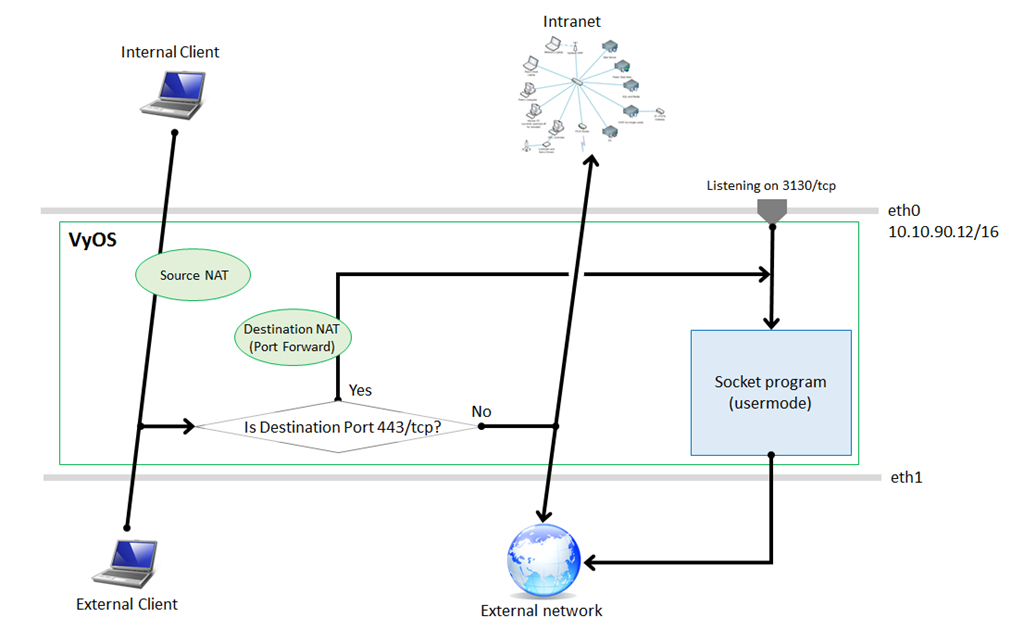 Intranet
Internal Client
Listening on 3130/tcp
eth0
10.10.90.12/16
VyOS
Source NAT
Destination NAT
(Port Forward)
Yes
Socket program
(usermode)
No
Is Destination Port 443/tcp?
eth1
External Client
External network